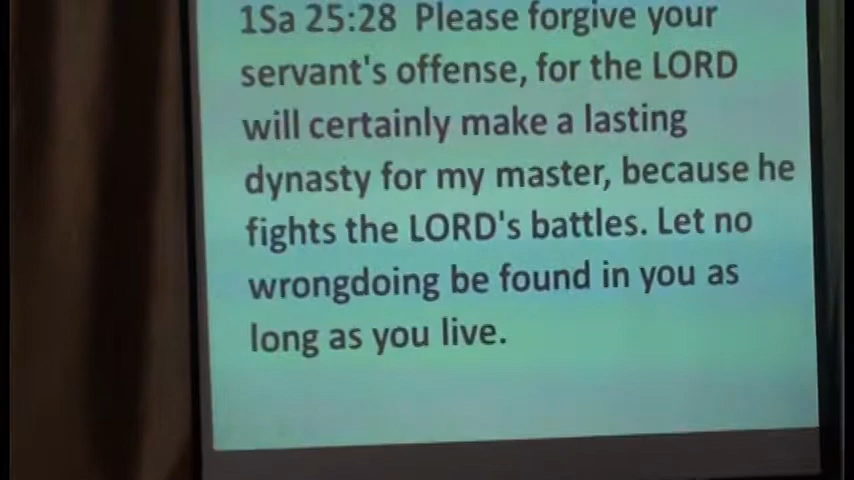 1Sa 25:28 Please forgive your
servant's offense, for the LORD
will certainly make a lasting
dynasty for my master, because he
fights the LORD's battles. Let no
wrongdoing be found in you as
long as you live.